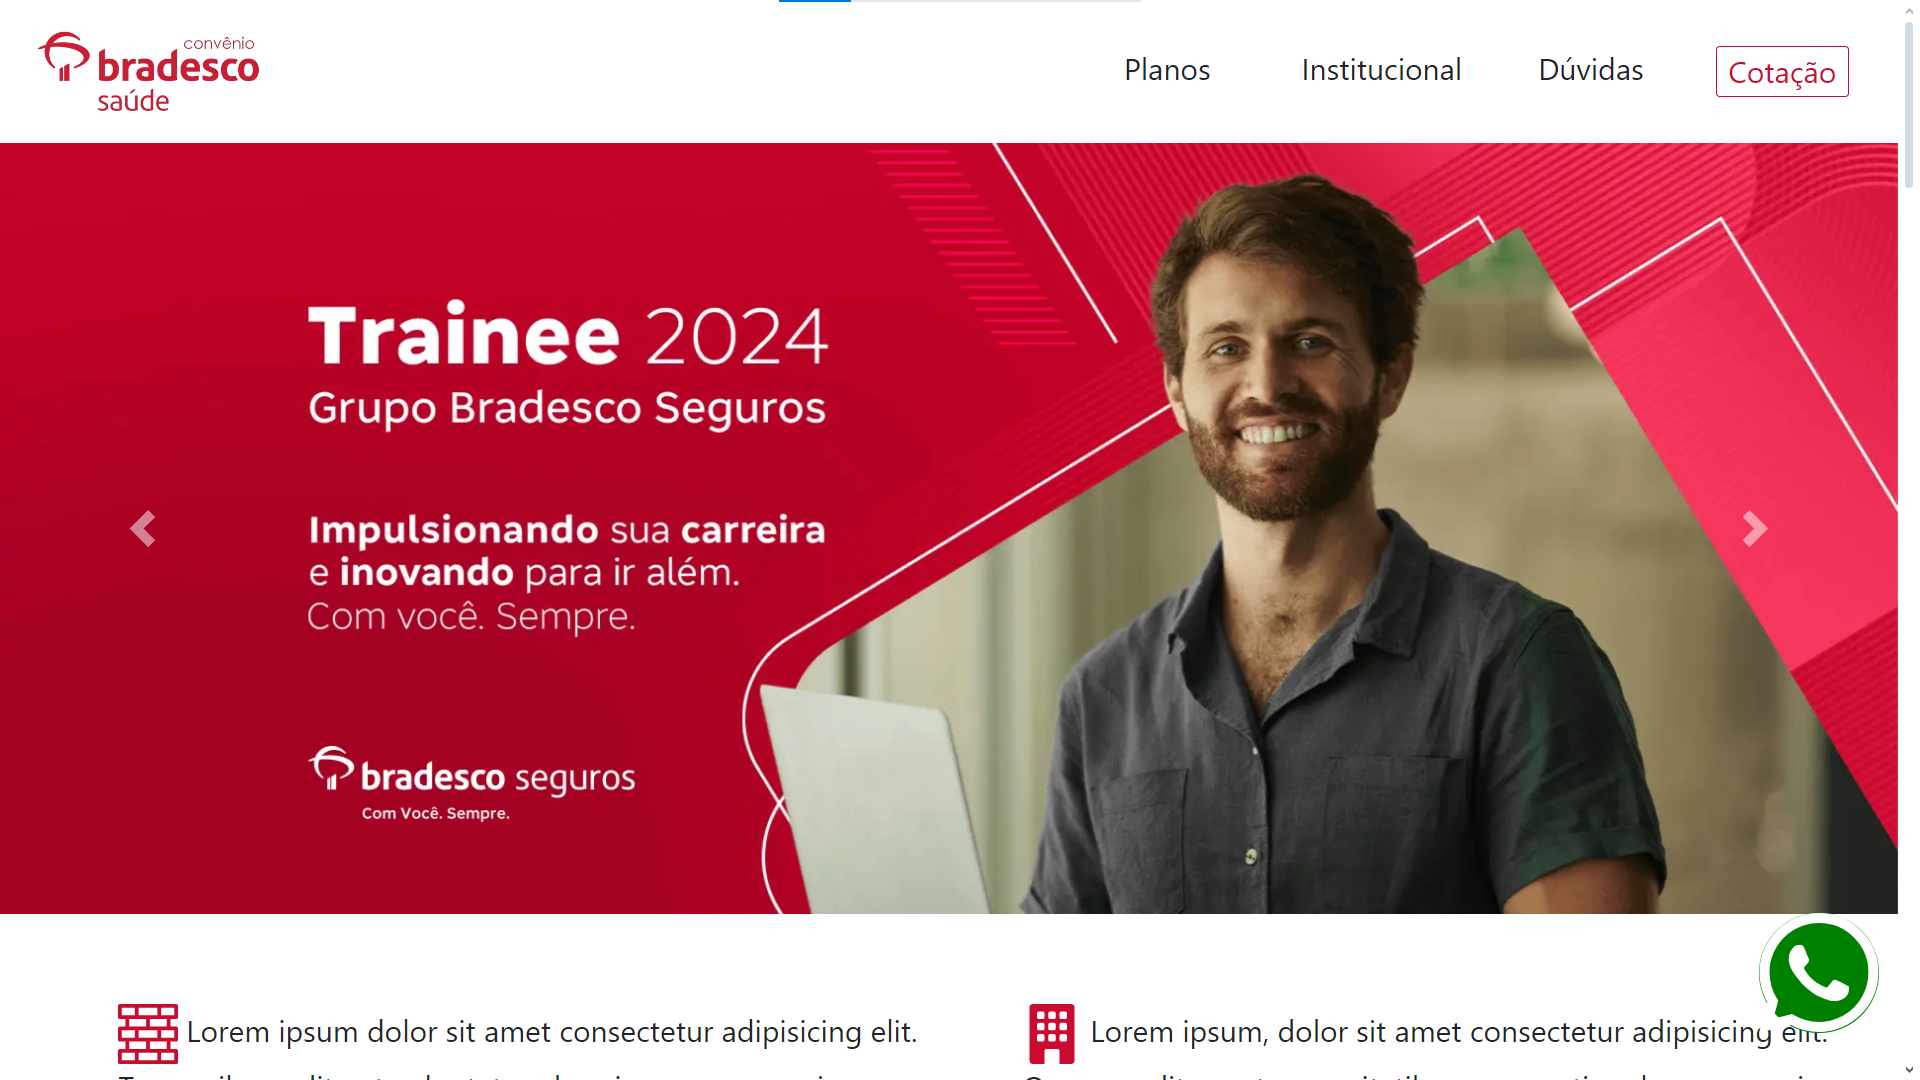 convênio
bradesco
saúde
Planos
Institucional
Dúvidas
Cotação
Trainee 2024
Grupo Bradesco Seguros
Impulsionando sua carreira
e inovando para ir além.
Com você. Sempre.
bradesco seguros
Com Você. Sempre.
Lorem ipsum dolor sit amet consectetur adipisicing elit.
Lorem ipsum, dolor sit amet consectetur adipisicing elit.